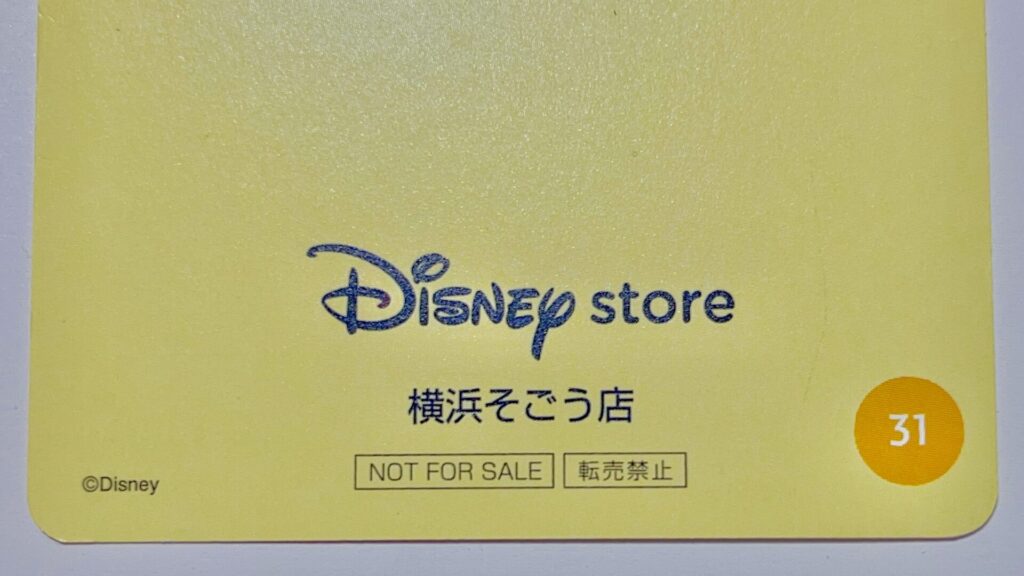 Disney store
横浜そごう店
31
NOT FOR SALE 転売禁止
©Disney